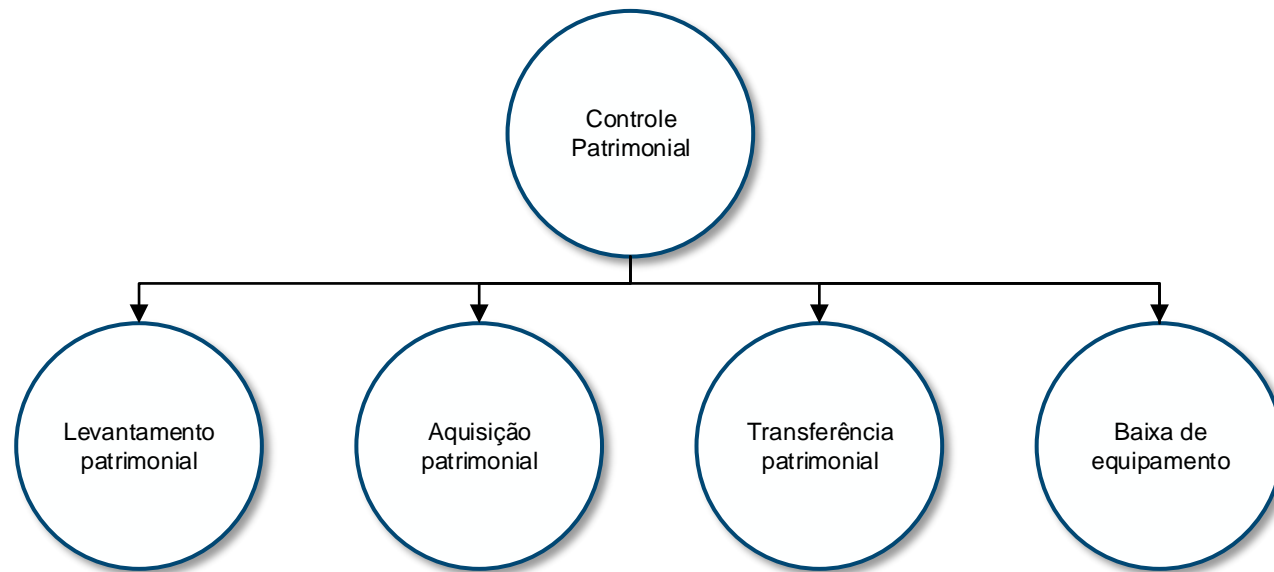 Controle
Patrimonial
Levantamento
patrimonial
Aquisição
patrimonial
Transferência
patrimonial
Baixa de
equipamento